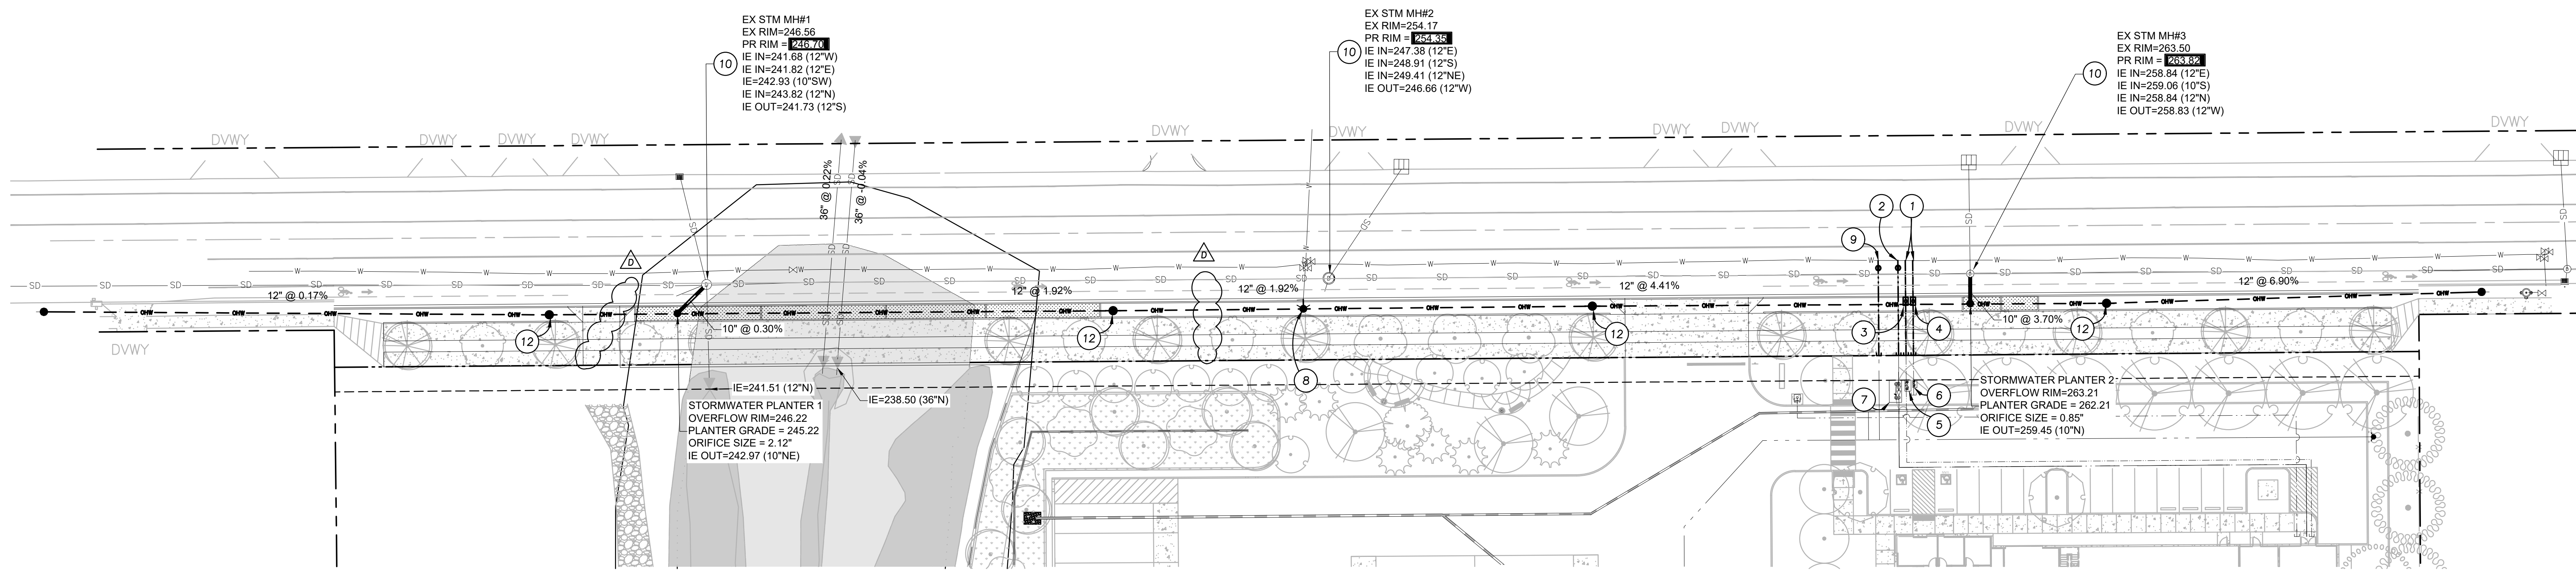 EX STM MH#1
EX RIM=246.56
PR RIM = 246.70
IE IN=241.68 (12"W)
IE IN=241.82 (12"E)
IE=242.93 (10"SW)
IE IN=243.82 (12"N)
IE OUT=241.73 (12"S)
10
EX STM MH#2
EX RIM=254.17
PR RIM = 254.35
IE IN=247.38 (12"E)
IE IN=248.91 (12"S)
IE IN=249.41 (12"NE)
IE OUT=246.66 (12"W)
10
EX STM MH#3
EX RIM=263.50
PR RIM = 263.82
IE IN=258.84 (12"E)
IE IN=259.06 (10"S)
IE IN=258.84 (12"N)
IE OUT=258.83 (12"W)
10
DVWY
DVWY
DVWY
DVWY
DVWY
DVWY
DVWY
DVWY
DVWY
DVWY
36" @ 0.22%
36" @ -0.04%
2
1
9
D
D
12" @ 0.17%
12" @ 1.92%
12" @ 1.92%
12" @ 4.41%
12" @ 6.90%
10" @ 0.30%
10" @ 3.70%
12
12
12
3
4
12
DVWY
8
IE=241.51 (12"N)
IE=238.50 (36"N)
STORMWATER PLANTER 1
OVERFLOW RIM=246.22
PLANTER GRADE = 245.22
ORIFICE SIZE = 2.12"
IE OUT=242.97 (10"NE)
7
6
5
STORMWATER PLANTER 2
OVERFLOW RIM=263.21
PLANTER GRADE = 262.21
ORIFICE SIZE = 0.85"
IE OUT=259.45 (10"N)